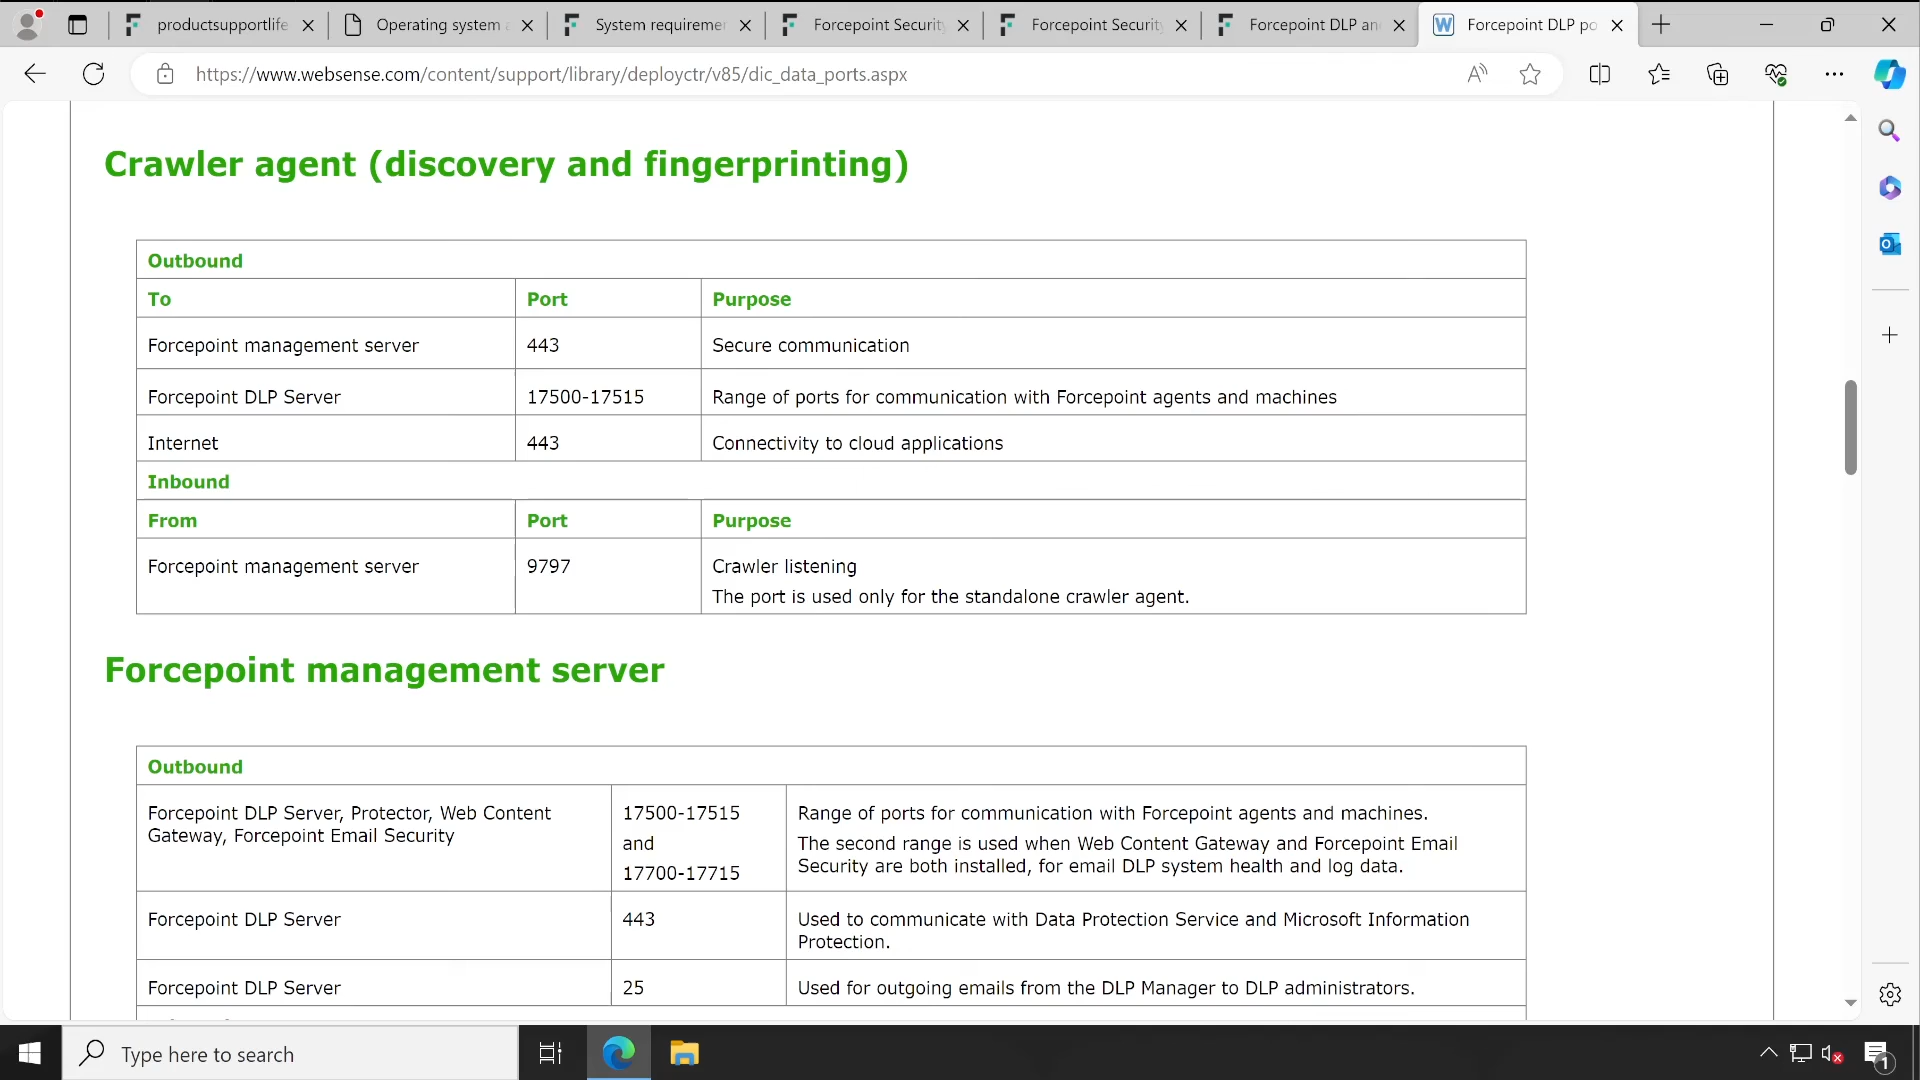 productsupportlife
Operating system a
System requiremen
Forcepoint Security
Forcepoint Security
Forcepoint DLP an
Forcepoint DLP po
https://www.websense.com/content/support/library/deployctr/v85/dic_data_ports.aspx
Crawler agent (discovery and fingerprinting)
Outbound
To Port Purpose
Forcepoint management server 443 Secure communication
Forcepoint DLP Server 17500-17515 Range of ports for communication with Forcepoint agents and machines
Internet 443 Connectivity to cloud applications
Inbound
From Port Purpose
Forcepoint management server 9797 Crawler listening
The port is used only for the standalone crawler agent.
Forcepoint management server
Outbound
Forcepoint DLP Server, Protector, Web Content
Gateway, Forcepoint Email Security
17500-17515
and
17700-17715
Range of ports for communication with Forcepoint agents and machines.
The second range is used when Web Content Gateway and Forcepoint Email
Security are both installed, for email DLP system health and log data.
Forcepoint DLP Server 443 Used to communicate with Data Protection Service and Microsoft Information
Protection.
Forcepoint DLP Server 25 Used for outgoing emails from the DLP Manager to DLP administrators.
Type here to search
1